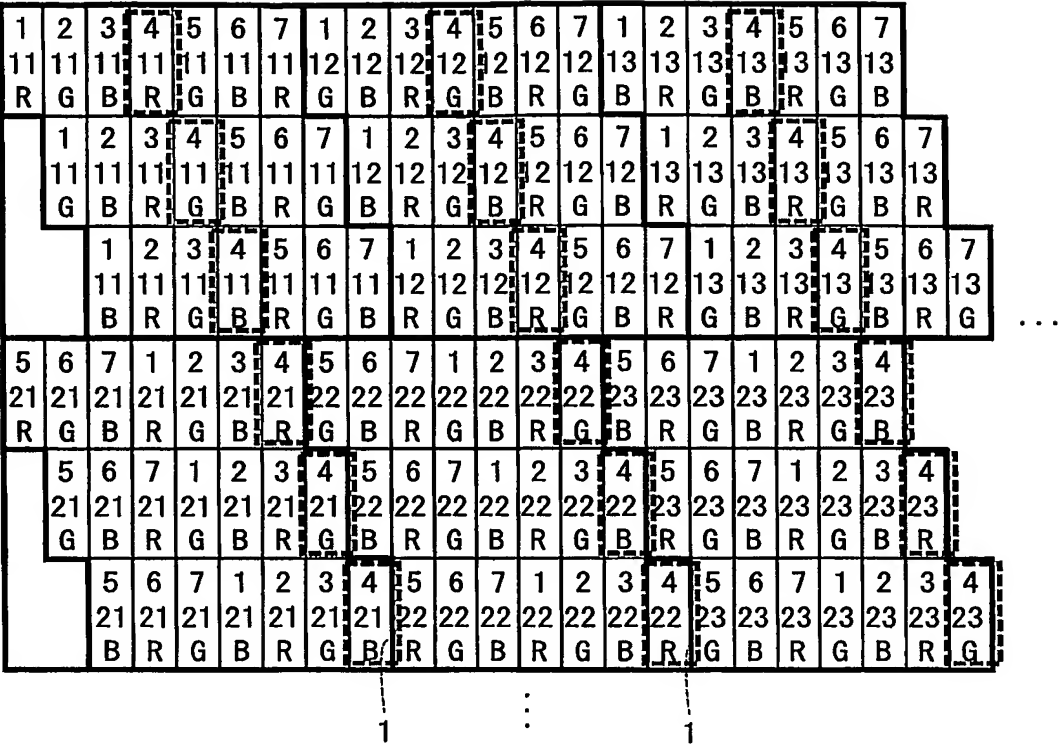 1 2 3 4 5 6 7 1 2 3 4 5 6 7 1 2 3 4 5 6 7
11 11 11 11 11 11 11 12 12 12 12 12 12 12 13 13 13 13 13 13 13
R G B R G B R G B R G B R G B R G B R G B
1 2 3 4 5 6 7 1 2 3 4 5 6 7 1 2 3 4 5 6 7
11 11 11 11 11 11 11 12 12 12 12 12 12 12 13 13 13 13 13 13 13
G B R G B R G B R G B R G B R G B R G B R
1 2 3 4 5 6 7 1 2 3 4 5 6 7 1 2 3 4 5 6 7
11 11 11 11 11 11 11 12 12 12 12 12 12 12 13 13 13 13 13 13 13
B R G B R G B R G B R G B R G B R G B R G
...
5 6 7 1 2 3 4 5 6 7 1 2 3 4 5 6 7 1 2 3 4
21 21 21 21 21 21 21 22 22 22 22 22 22 22 23 23 23 23 23 23 23
R G B R G B R G B R G B R G B R G B R G B
5 6 7 1 2 3 4 5 6 7 1 2 3 4 5 6 7 1 2 3 4
21 21 21 21 21 21 21 22 22 22 22 22 22 22 23 23 23 23 23 23 23
G B R G B R G B R G B R G B R G B R G B R
5 6 7 1 2 3 4 5 6 7 1 2 3 4 5 6 7 1 2 3 4
21 21 21 21 21 21 21 22 22 22 22 22 22 22 23 23 23 23 23 23 23
B R G B R G B R G B R G B R G B R G B R G
1 ⋮ 1